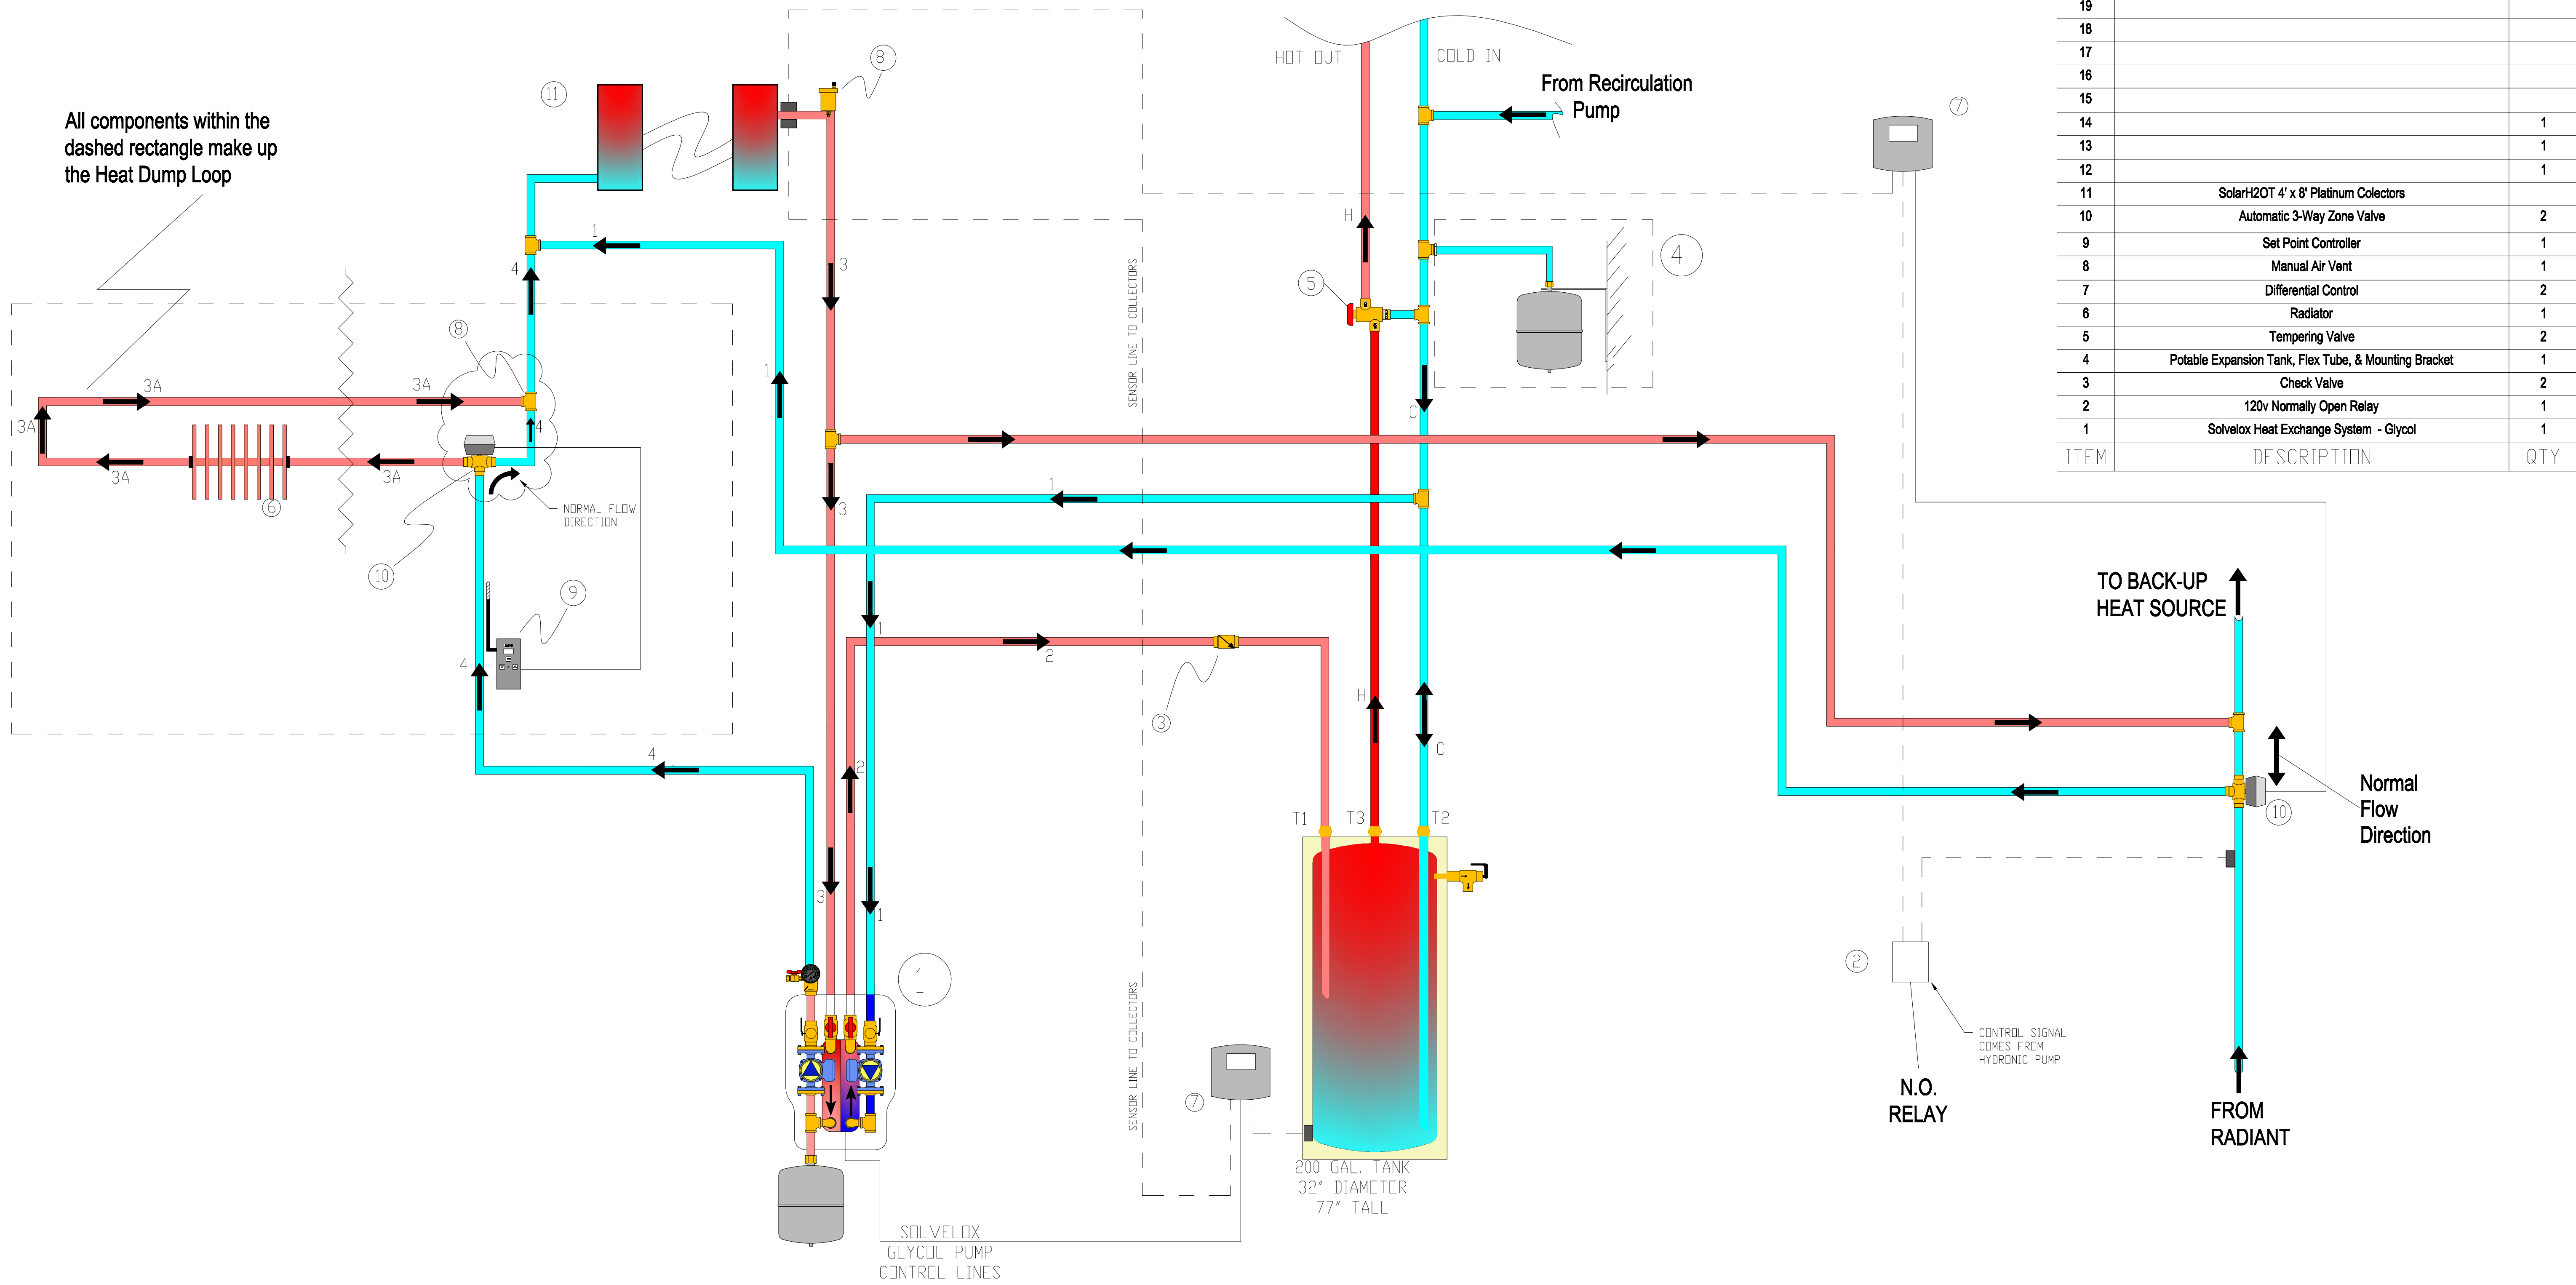 All components within the
dashed rectangle make up
the Heat Dump Loop
11
8
HOT OUT
COLD IN
From Recirculation
Pump
7
19
18
17
16
15
14 1
13 1
12 1
11 SolarH2OT 4' x 8' Platinum Colectors
10 Automatic 3-Way Zone Valve 2
9 Set Point Controller 1
8 Manual Air Vent 1
7 Differential Control 2
6 Radiator 1
5 Tempering Valve 2
4 Potable Expansion Tank, Flex Tube, & Mounting Bracket 1
3 Check Valve 2
2 120v Normally Open Relay 1
1 Solvelox Heat Exchange System - Glycol 1
ITEM DESCRIPTION QTY
1
4
3
H
4
5
SENSOR LINE TO COLLECTORS
8
1
3A
3A
3A
4
C
3A
3A
6
NORMAL FLOW
DIRECTION
10
9
3
1
1
2
3
4
4
2
H
C
TO BACK-UP
HEAT SOURCE
Normal
Flow
Direction
10
T1
T3
T2
3
1
1
2
SENSOR LINE TO COLLECTORS
7
CONTROL SIGNAL
COMES FROM
HYDRONIC PUMP
N.O.
RELAY
FROM
RADIANT
200 GAL. TANK
32" DIAMETER
77" TALL
SOLVELOX
GLYCOL PUMP
CONTROL LINES